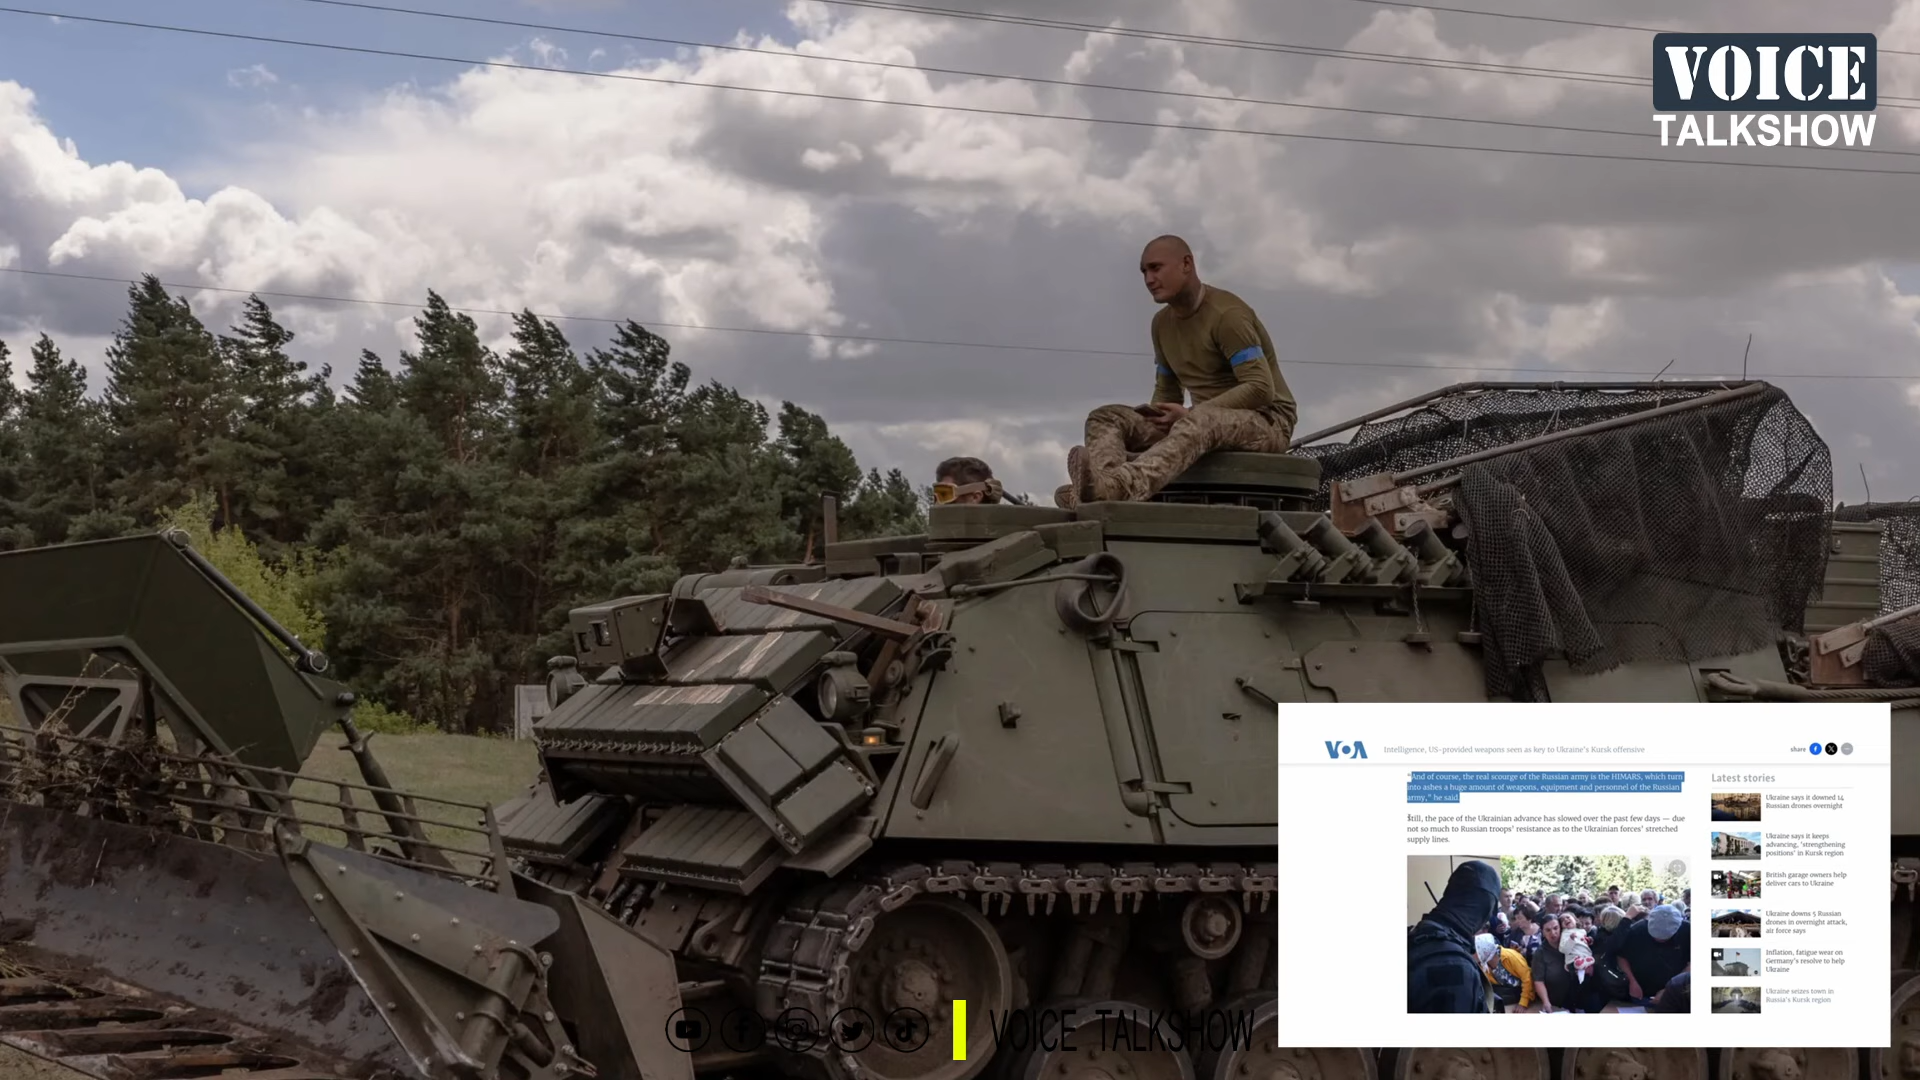 VOICE
TALKSHOW
VOA
Intelligence, US-provided weapons seen as key to Ukraine's Kursk offensive
share
"And of course, the real scourge of the Russian army is the HIMARS, which turn
into ashes a huge amount of weapons, equipment and personnel of the Russian
army," he said.
Still, the pace of the Ukrainian advance has slowed over the past few days — due
not so much to Russian troops' resistance as to the Ukrainian forces' stretched
supply lines.
Latest stories
Ukraine says it downed 14
Russian drones overnight
Ukraine says it keeps
advancing, 'strengthening
positions' in Kursk region
British garage owners help
deliver cars to Ukraine
Ukraine downs 5 Russian
drones in overnight attack,
air force says
Inflation, fatigue wear on
Germany's resolve to help
Ukraine
Ukraine seizes town in
Russia's Kursk region
VOICE TALKSHOW